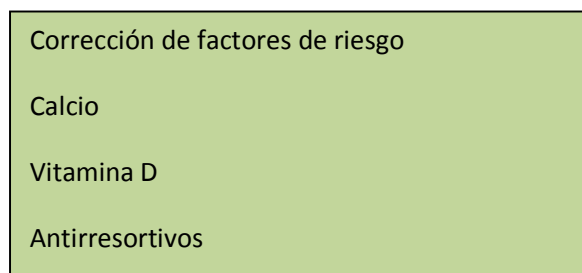 Corrección de factores de riesgo
Calcio
Vitamina D
Antirresortivos